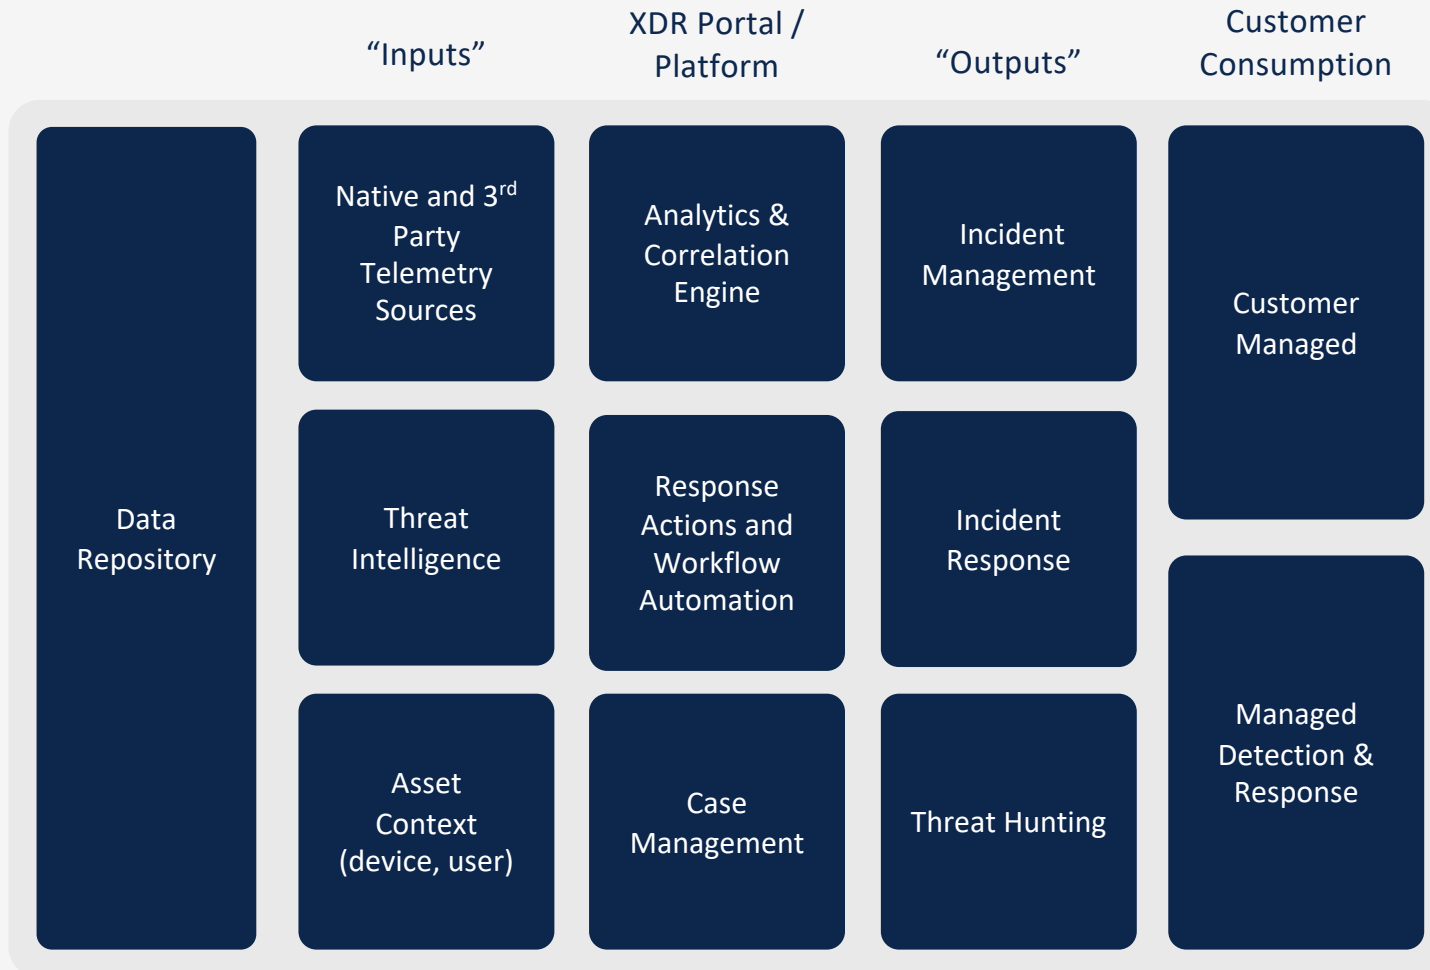 “Inputs”
XDR Portal /
Platform
“Outputs”
Customer
Consumption
Data
Repository
Native and 3rd
Party
Telemetry
Sources
Threat
Intelligence
Asset
Context
(device, user)
Analytics &
Correlation
Engine
Response
Actions and
Workflow
Automation
Case
Management
Incident
Management
Incident
Response
Threat Hunting
Customer
Managed
Managed
Detection &
Response